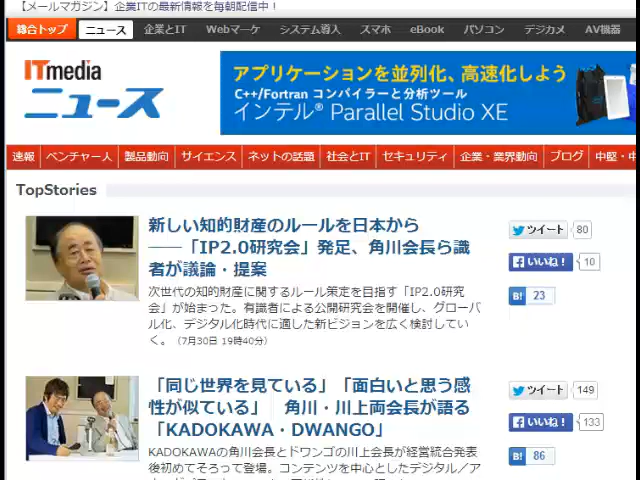 【メールマガジン】企業ITの最新情報を毎朝配信中！
総合トップ ニュース 企業とIT Webマーケ システム導入 スマホ eBook パソコン デジカメ AV機器
ITmedia
ニュース
アプリケーションを並列化、高速化しよう
C++/Fortran コンパイラーと分析ツール
インテル® Parallel Studio XE
速報 ベンチャー人 製品動向 サイエンス ネットの話題 社会とIT セキュリティ 企業・業界動向 ブログ 中堅・中
TopStories
新しい知的財産のルールを日本から
――「IP2.0研究会」発足、角川会長ら識
者が議論・提案
次世代の知的財産に関するルール策定を目指す「IP2.0研究
会」が始まった。有識者による公開研究会を開催し、グローバ
ル化、デジタル化時代に適した新ビジョンを広く検討してい
く。（7月30日 19時40分）
ツイート 80
いいね！ 10
B! 23
「同じ世界を見ている」「面白いと思う感
性が似ている」 角川・川上両会長が語る
「KADOKAWA・DWANGO」
KADOKAWAの角川会長とドワンゴの川上会長が経営統合発表
後初めてそろって登場。コンテンツを中心としたデジタル／ア
ツイート 149
いいね！ 133
B! 86